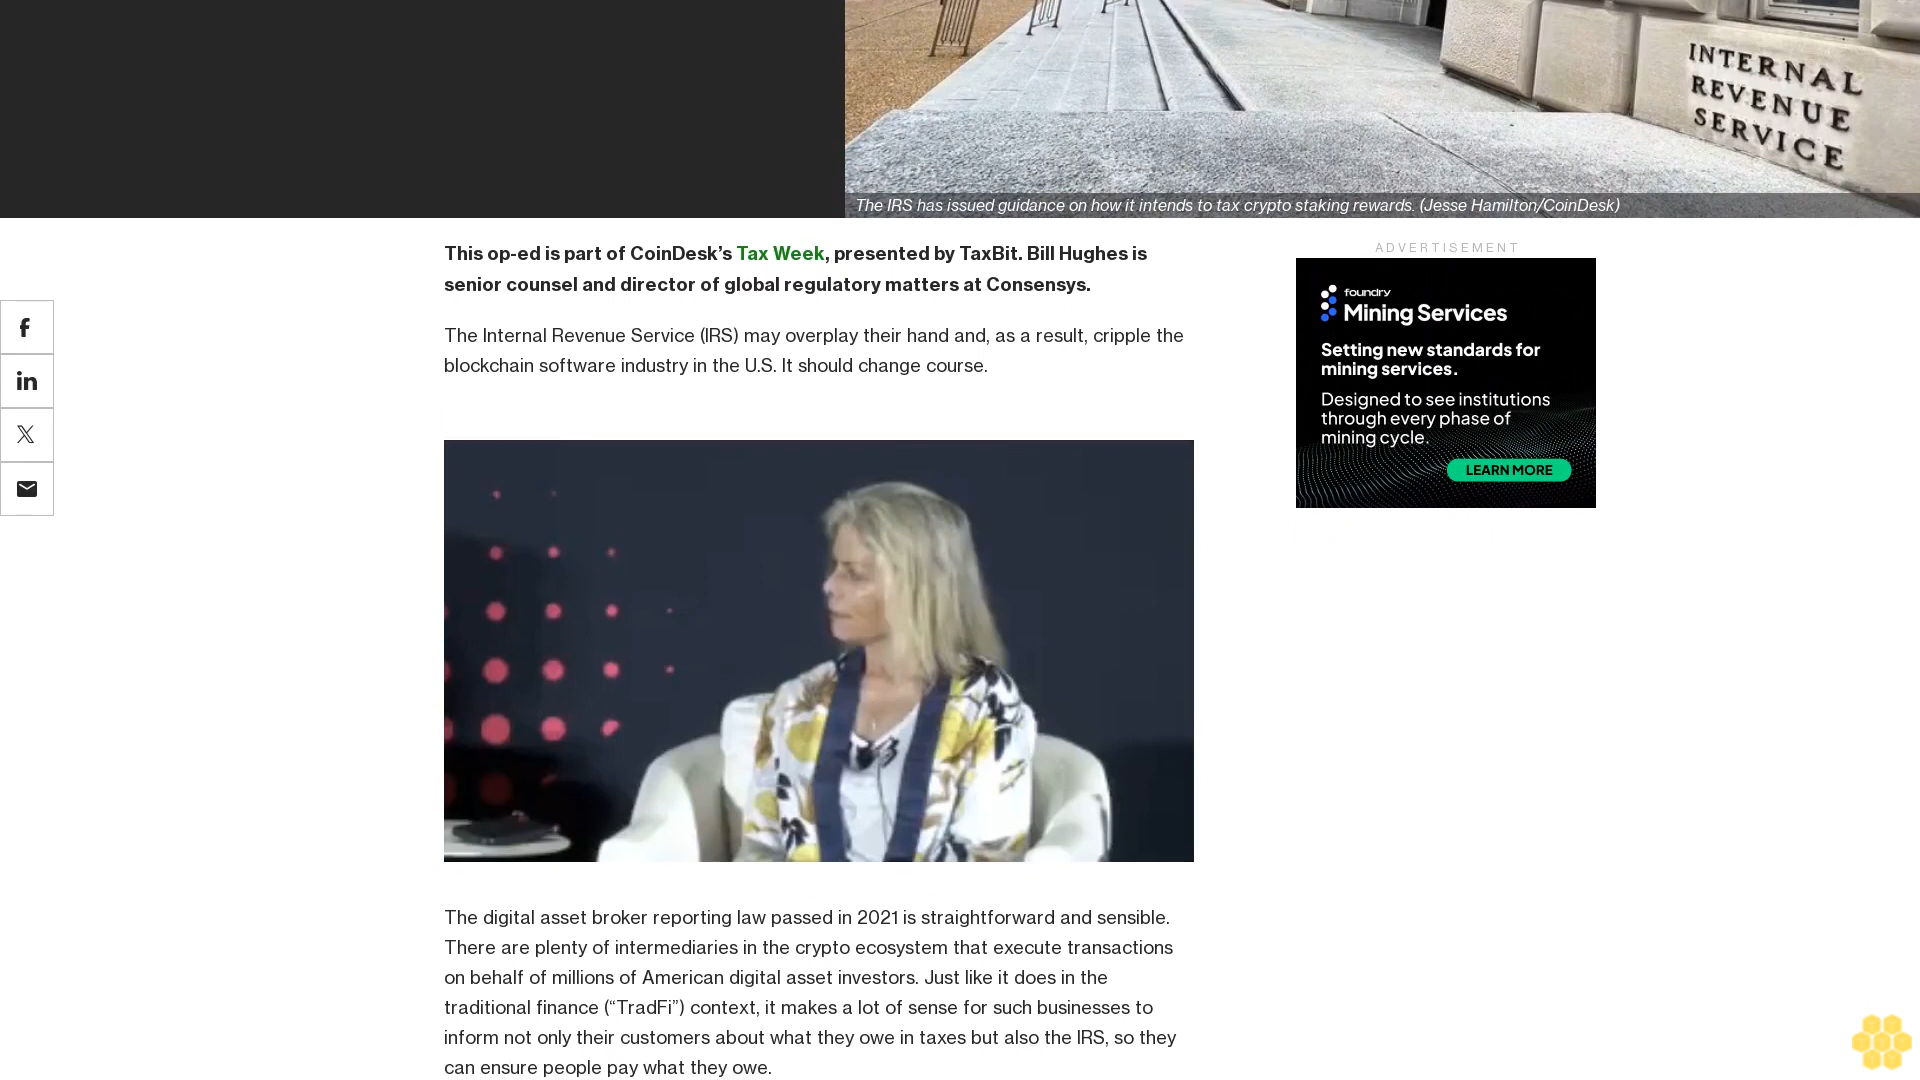 INTERNAL
REVENUE
SERVICE
The IRS has issued guidance on how it intends to tax crypto staking rewards. (Jesse Hamilton/CoinDesk)
This op-ed is part of CoinDesk’s Tax Week, presented by TaxBit. Bill Hughes is
senior counsel and director of global regulatory matters at Consensys.
The Internal Revenue Service (IRS) may overplay their hand and, as a result, cripple the
blockchain software industry in the U.S. It should change course.
ADVERTISEMENT
foundry
Mining Services
Setting new standards for
mining services.
Designed to see institutions
through every phase of
mining cycle.
LEARN MORE
f
in
X
The digital asset broker reporting law passed in 2021 is straightforward and sensible.
There are plenty of intermediaries in the crypto ecosystem that execute transactions
on behalf of millions of American digital asset investors. Just like it does in the
traditional finance (“TradFi”) context, it makes a lot of sense for such businesses to
inform not only their customers about what they owe in taxes but also the IRS, so they
can ensure people pay what they owe.